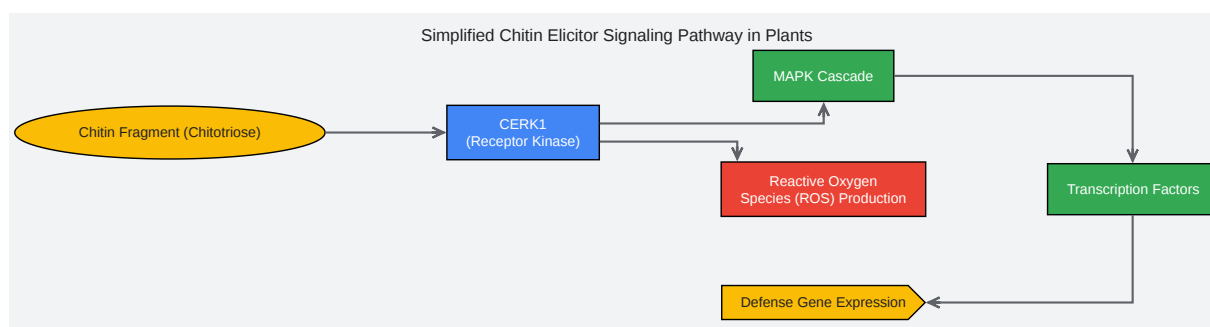 Simplified Chitin Elicitor Signaling Pathway in Plants
MAPK Cascade
Chitin Fragment (Chitotriose)
CERK1
(Receptor Kinase)
Reactive Oxygen
Species (ROS) Production
Transcription Factors
Defense Gene Expression